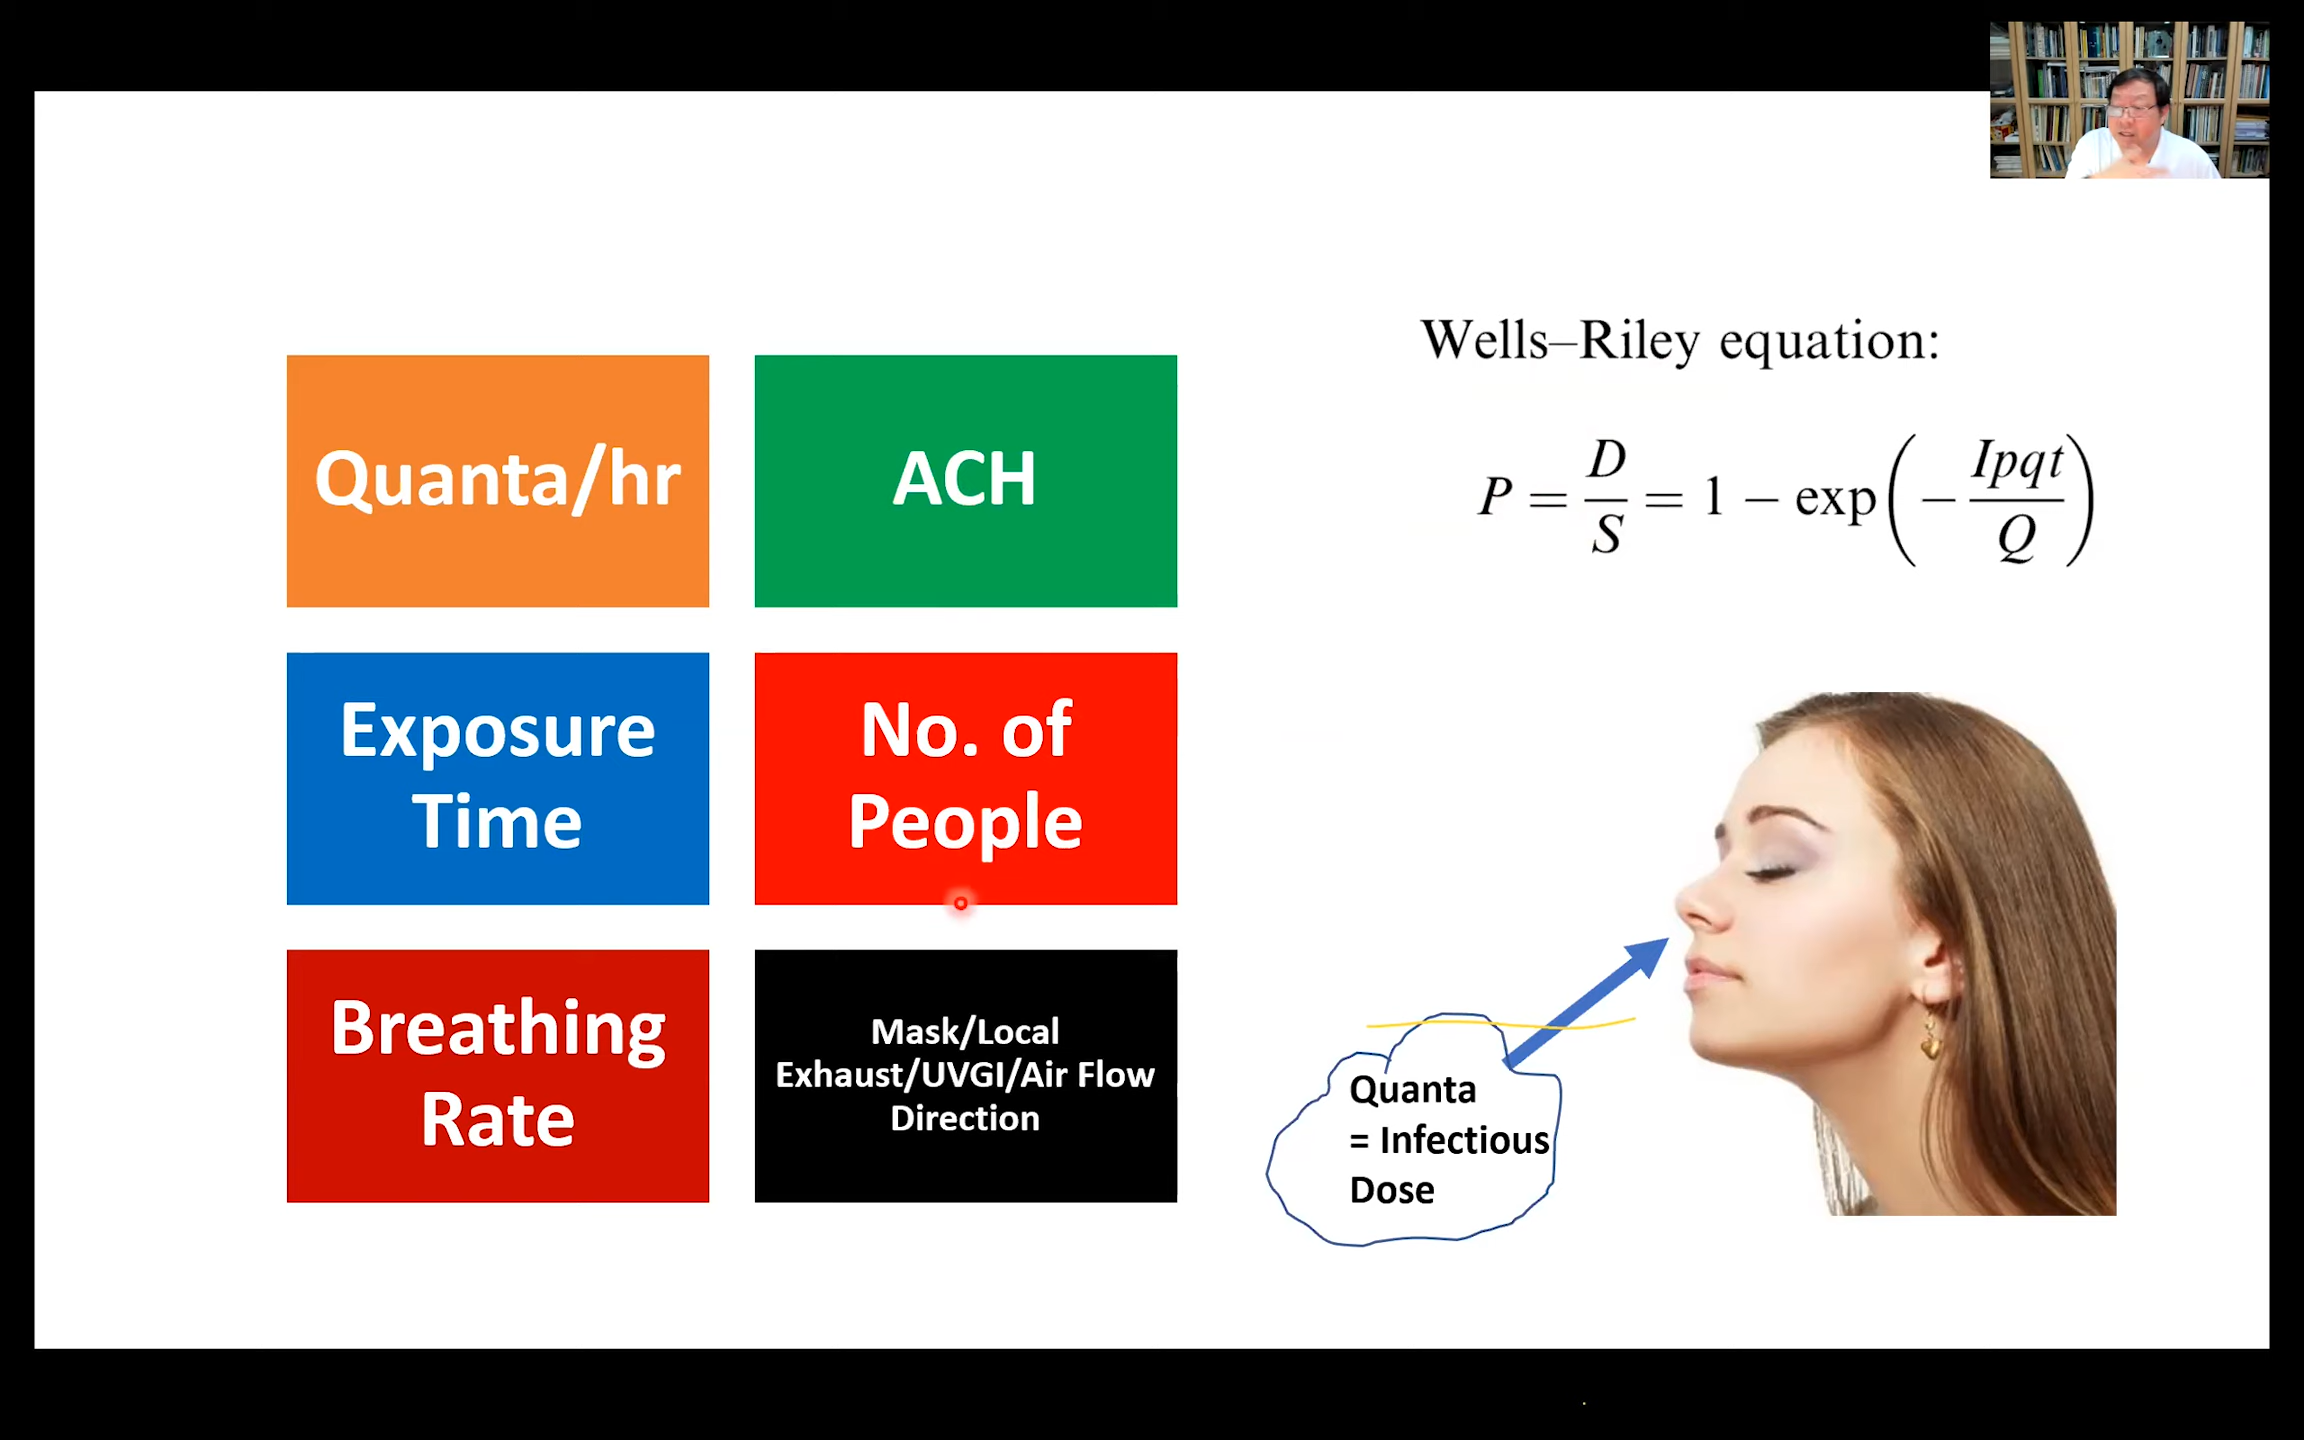 Wells–Riley equation:
P = D/S = 1 − exp(−Ipqt/Q)
Quanta/hr
ACH
Exposure
Time
No. of
People
Breathing
Rate
Mask/Local
Exhaust/UVGI/Air Flow
Direction
Quanta
= Infectious
Dose